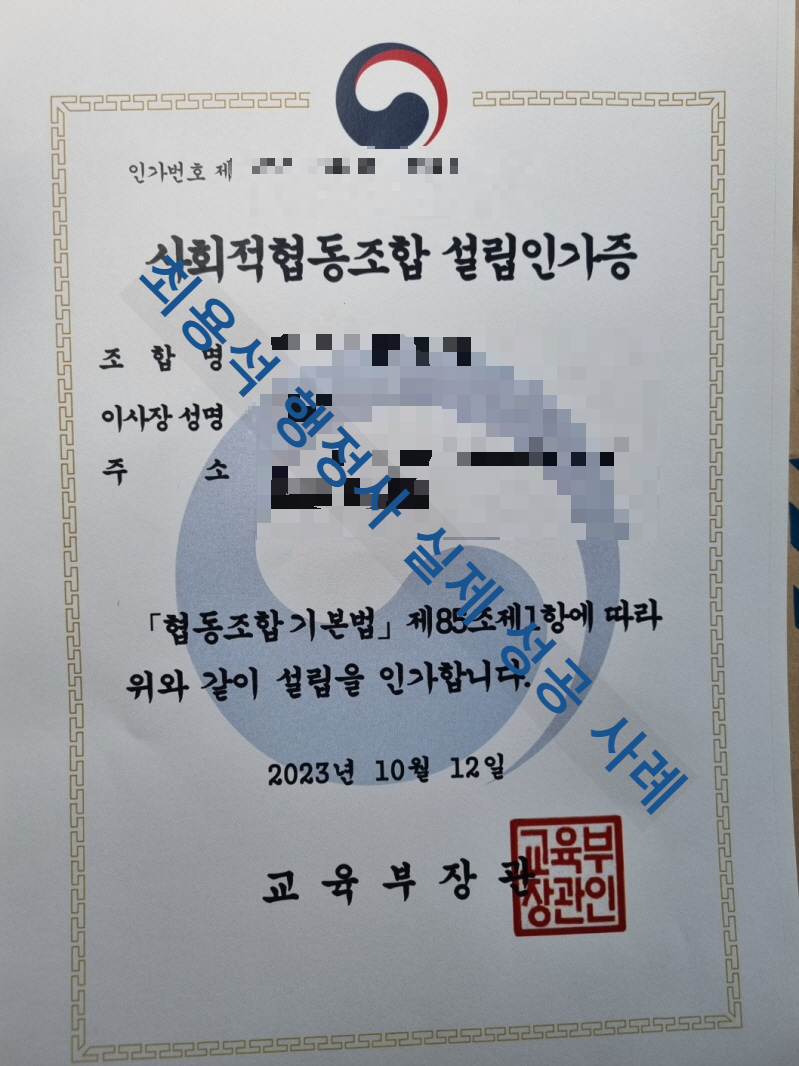 인가번호 제
사회적협동조합 설립인가증
조 합 명
이사장 성명
주 소
「협동조합 기본법」 제85조제1항에 따라
위와 같이 설립을 인가합니다.
2023년 10월 12일
교 육 부 장 관
교육부
장관인
최용석 행정사 실제 성공 사례